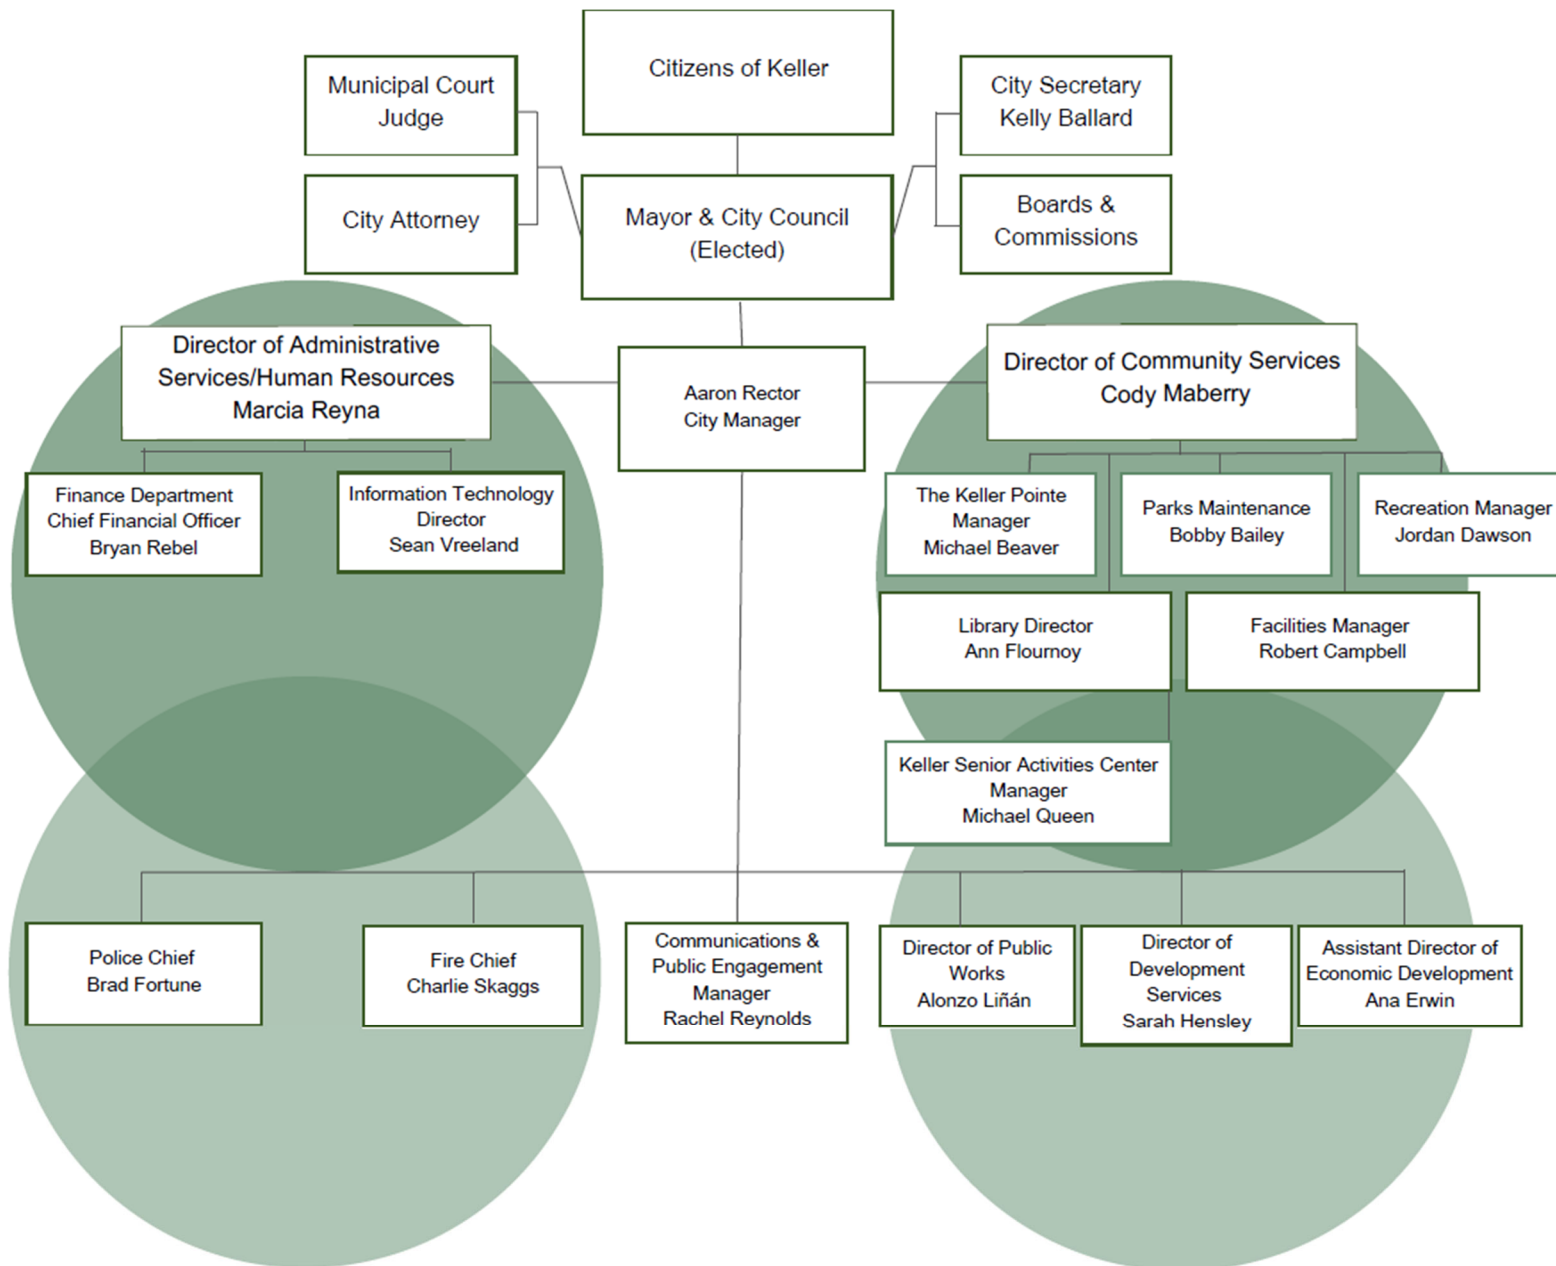 Citizens of Keller
Municipal Court
Judge
City Secretary
Kelly Ballard
City Attorney
Mayor & City Council
(Elected)
Boards &
Commissions
Director of Administrative
Services/Human Resources
Marcia Reyna
Aaron Rector
City Manager
Director of Community Services
Cody Maberry
Finance Department
Chief Financial Officer
Bryan Rebel
Information Technology
Director
Sean Vreeland
The Keller Pointe
Manager
Michael Beaver
Parks Maintenance
Bobby Bailey
Recreation Manager
Jordan Dawson
Library Director
Ann Flournoy
Facilities Manager
Robert Campbell
Keller Senior Activities Center
Manager
Michael Queen
Police Chief
Brad Fortune
Fire Chief
Charlie Skaggs
Communications &
Public Engagement
Manager
Rachel Reynolds
Director of Public
Works
Alonzo Liñán
Director of
Development
Services
Sarah Hensley
Assistant Director of
Economic Development
Ana Erwin